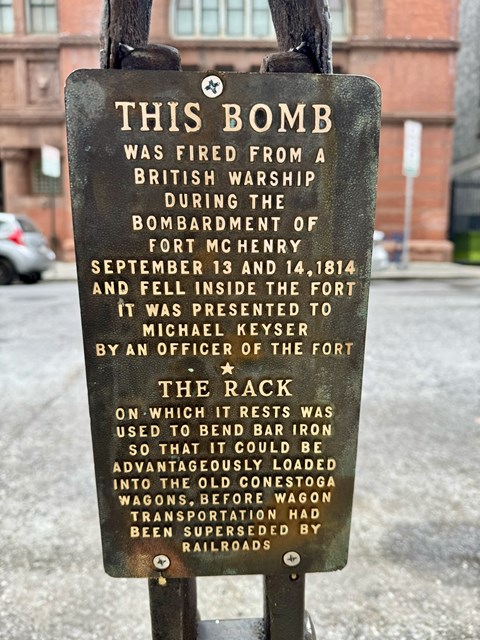 THIS BOMB
WAS FIRED FROM A
BRITISH WARSHIP
DURING THE
BOMBARDMENT OF
FORT MCHENRY
SEPTEMBER 13 AND 14, 1814
AND FELL INSIDE THE FORT
IT WAS PRESENTED TO
MICHAEL KEYSER
BY AN OFFICER OF THE FORT
THE RACK
ON WHICH IT RESTS WAS
USED TO BEND BAR IRON
SO THAT IT COULD BE
ADVANTAGEOUSLY LOADED
INTO THE OLD CONESTOGA
WAGONS, BEFORE WAGON
TRANSPORTATION HAD
BEEN SUPERSEDED BY
RAILROADS